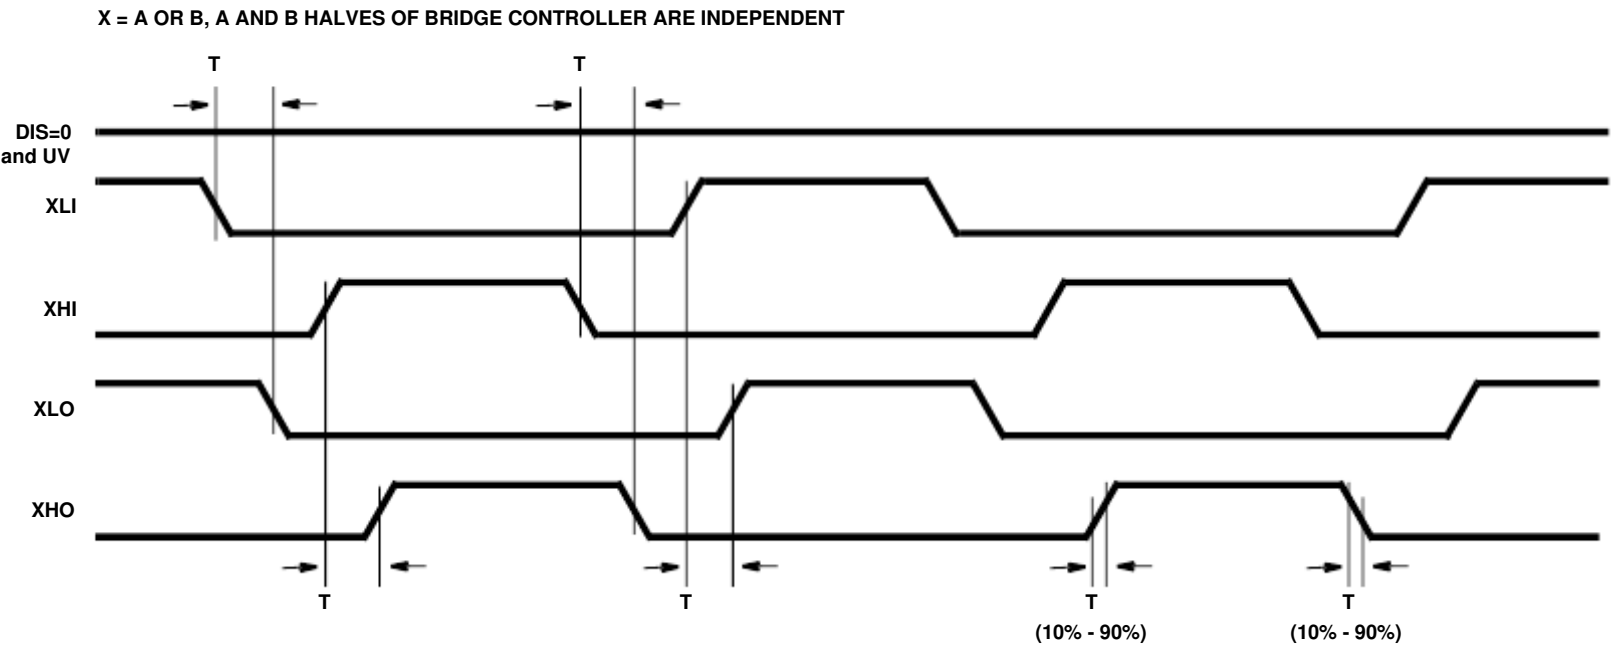 X = A OR B, A AND B HALVES OF BRIDGE CONTROLLER ARE INDEPENDENT
T T
DIS=0
and UV
XLI
XHI
XLO
XHO
T T T T
(10% - 90%) (10% - 90%)